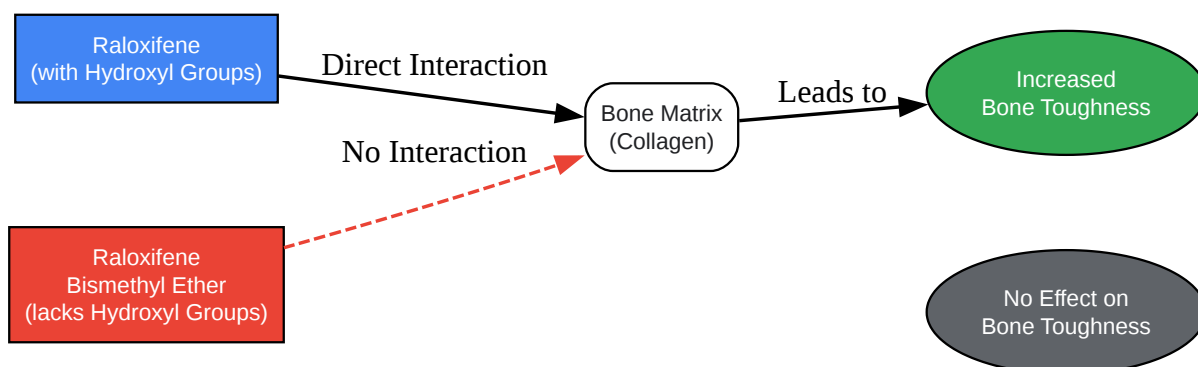 Raloxifene
(with Hydroxyl Groups)
Direct Interaction
Bone Matrix
(Collagen)
Leads to
Increased
Bone Toughness
No Interaction
Raloxifene
Bismethyl Ether
(lacks Hydroxyl Groups)
No Effect on
Bone Toughness